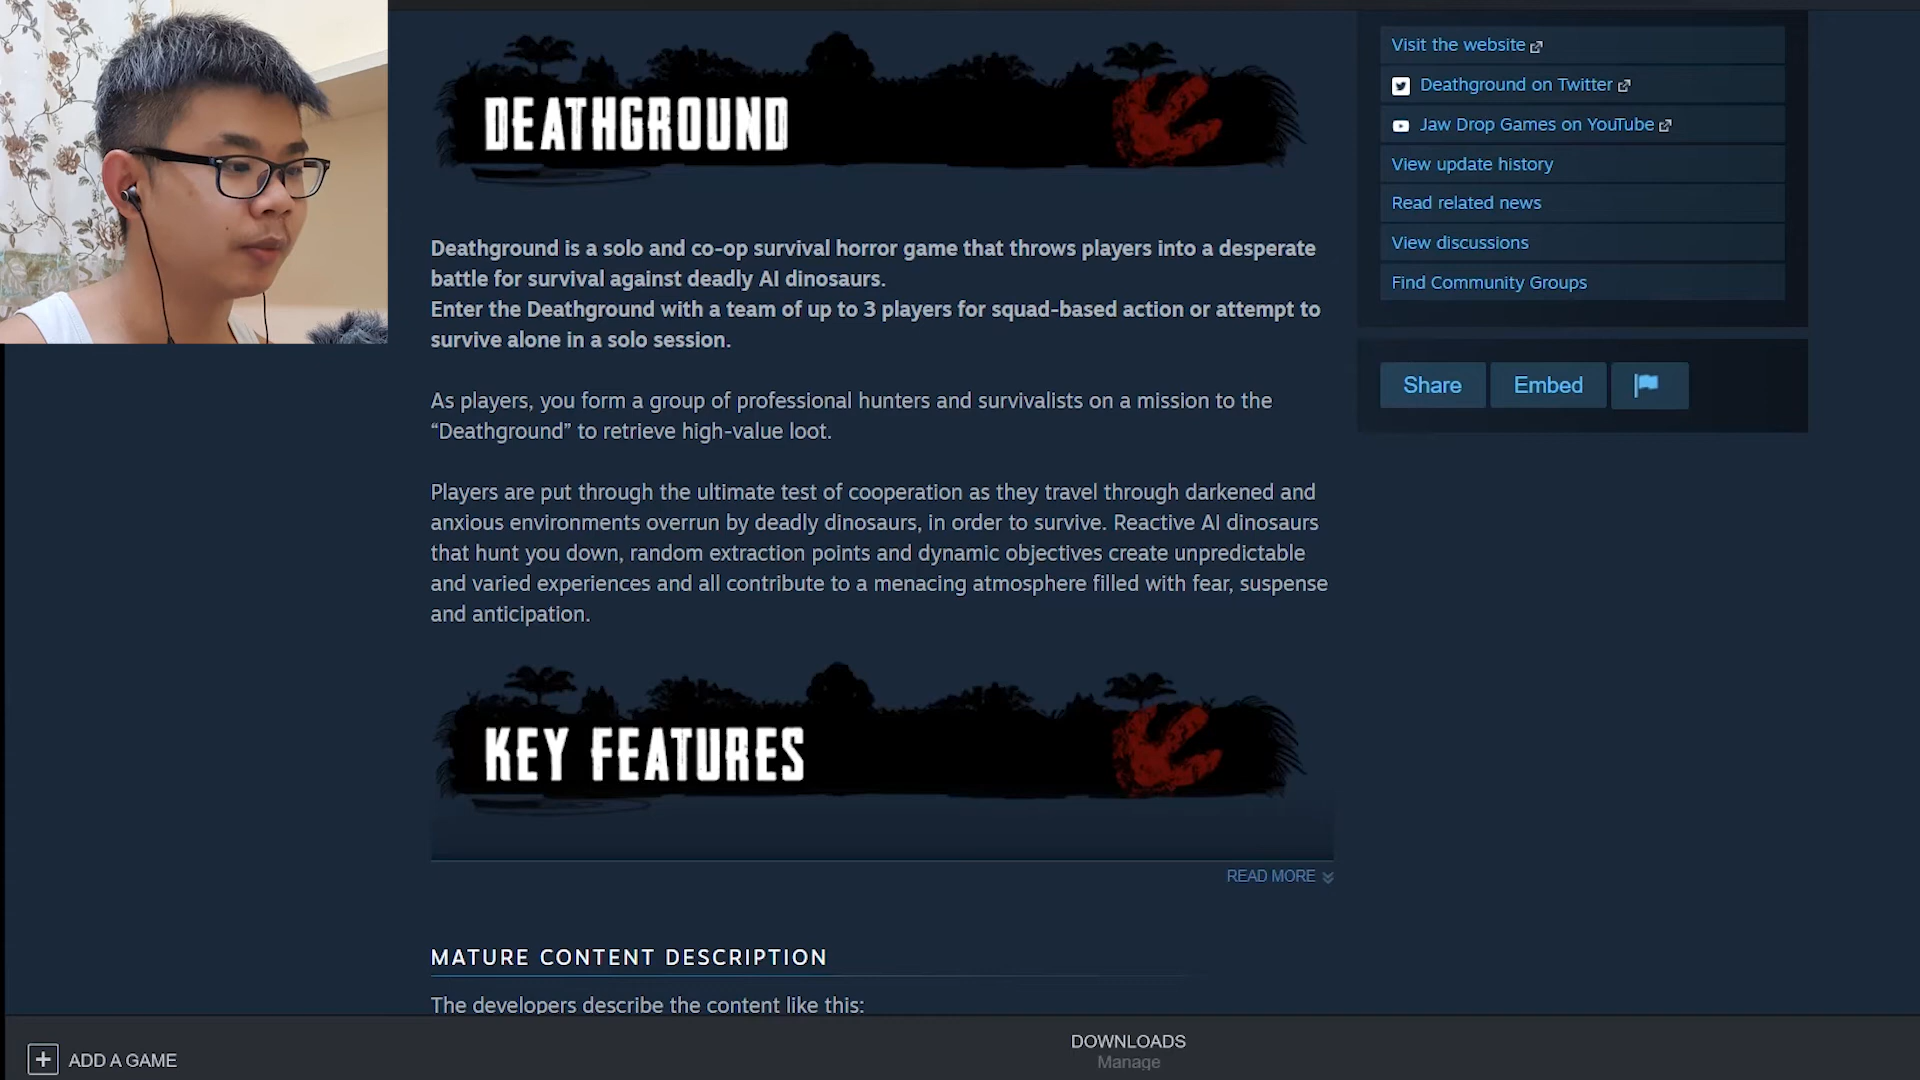 DEATHGROUND
Deathground is a solo and co-op survival horror game that throws players into a desperate
battle for survival against deadly AI dinosaurs.
Enter the Deathground with a team of up to 3 players for squad-based action or attempt to
survive alone in a solo session.
As players, you form a group of professional hunters and survivalists on a mission to the
“Deathground” to retrieve high-value loot.
Players are put through the ultimate test of cooperation as they travel through darkened and
anxious environments overrun by deadly dinosaurs, in order to survive. Reactive AI dinosaurs
that hunt you down, random extraction points and dynamic objectives create unpredictable
and varied experiences and all contribute to a menacing atmosphere filled with fear, suspense
and anticipation.
KEY FEATURES
READ MORE
MATURE CONTENT DESCRIPTION
The developers describe the content like this:
Visit the website
Deathground on Twitter
Jaw Drop Games on YouTube
View update history
Read related news
View discussions
Find Community Groups
Share
Embed
ADD A GAME
DOWNLOADS
Manage